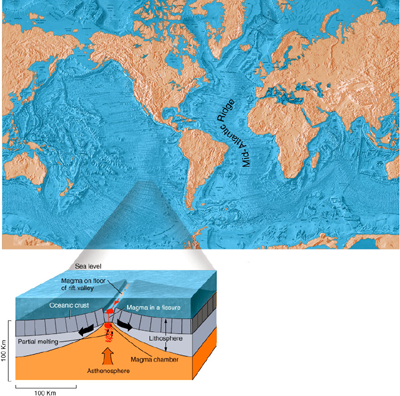 Mid-Atlantic Ridge
Sea level
Magma on floor
of rift valley
Oceanic crust
Magma in a fissure
Partial melting
Lithosphere
Magma chamber
Asthenosphere
100 Km
100 Km